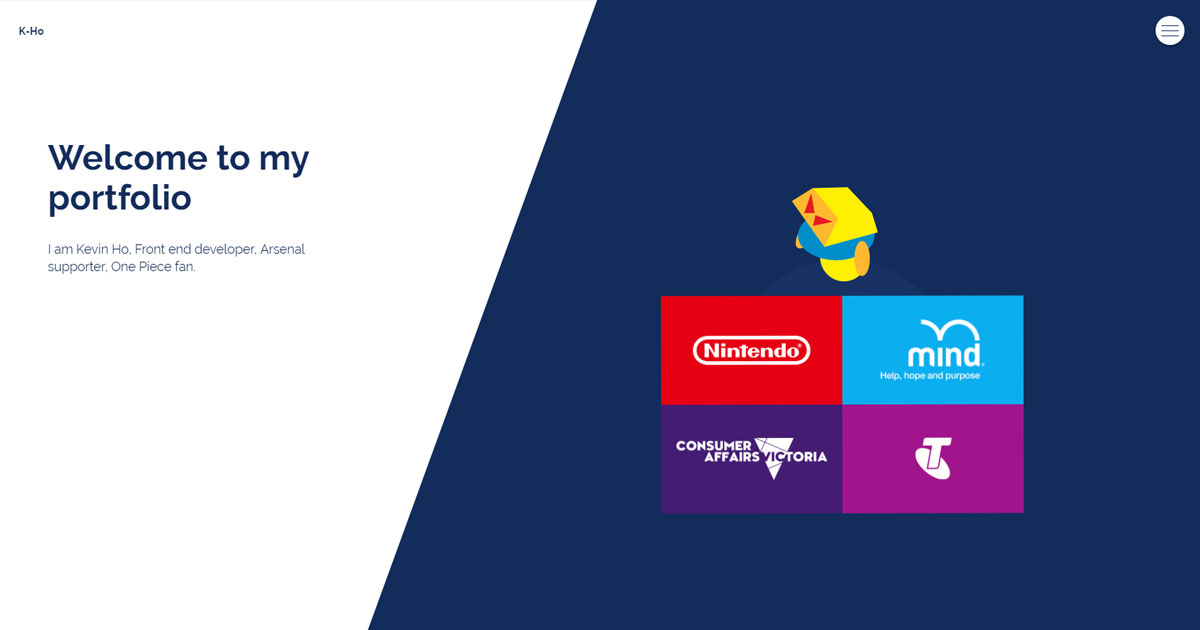 K-Ho
Welcome to my
portfolio
I am Kevin Ho, Front end developer, Arsenal
supporter, One Piece fan.
Nintendo®
mind®
Help, hope and purpose
CONSUMER
AFFAIRS VICTORIA
T